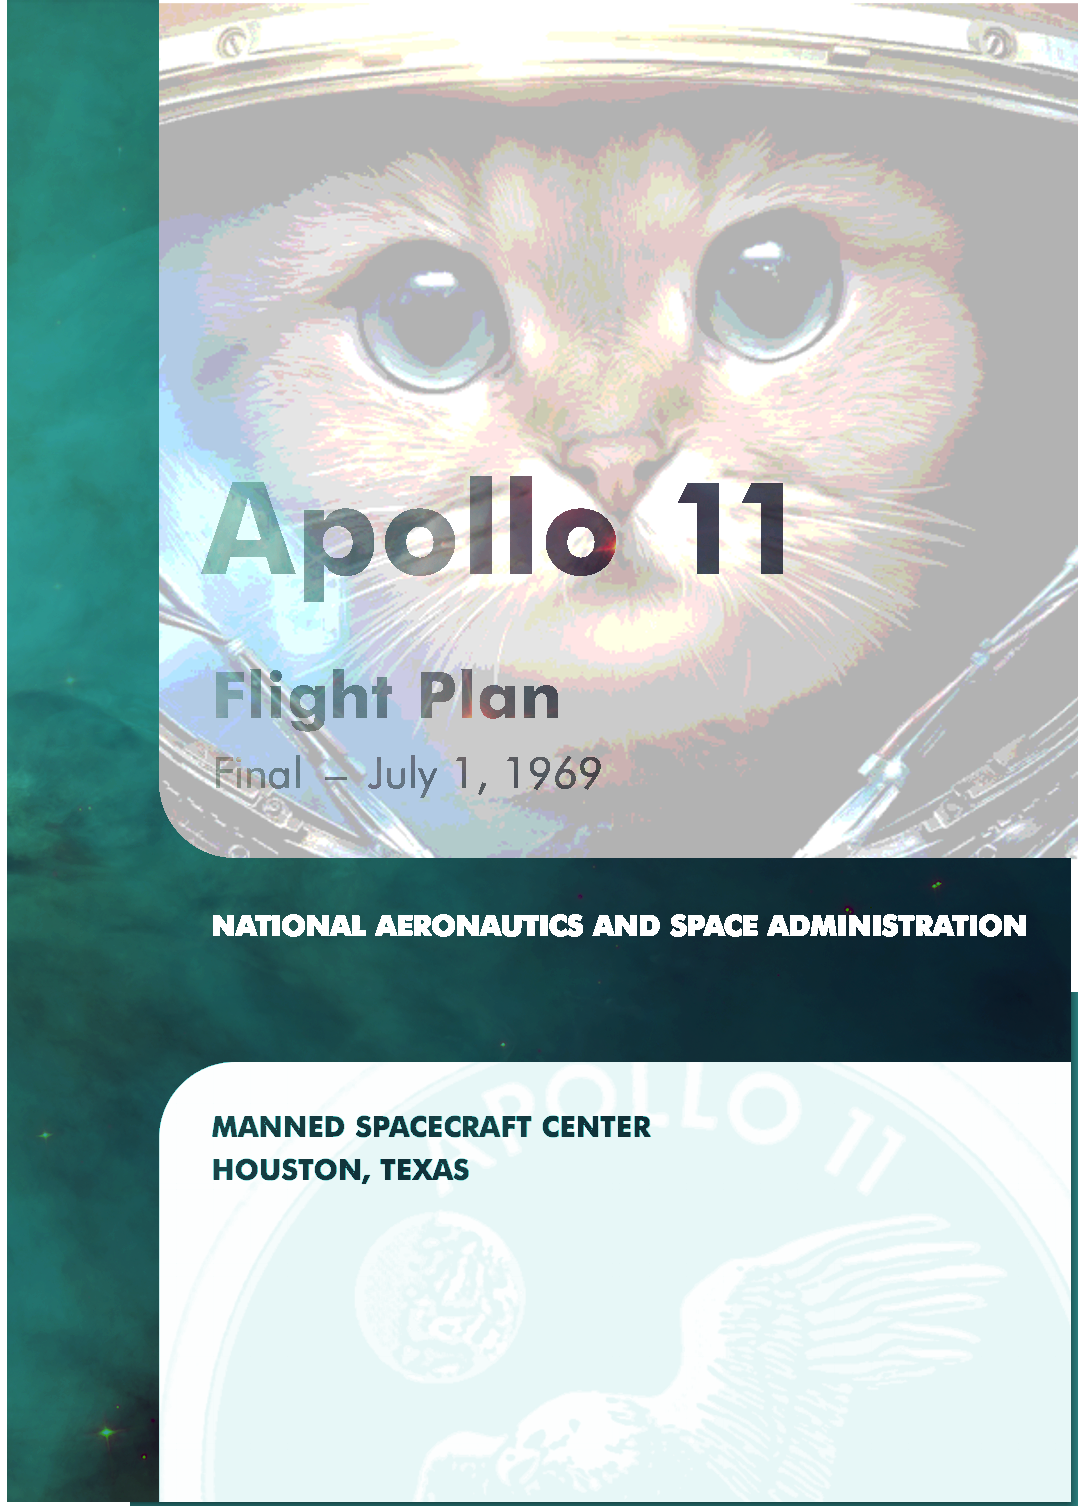 Apollo 11
Flight Plan
Final – July 1, 1969
NATIONAL AERONAUTICS AND SPACE ADMINISTRATION
MANNED SPACECRAFT CENTER
HOUSTON, TEXAS
APOLLO 11